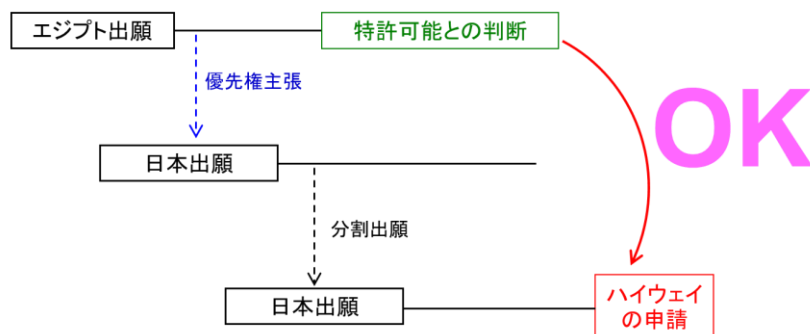 エジプト出願
特許可能との判断
優先権主張
OK
日本出願
分割出願
日本出願
ハイウェイ
の申請